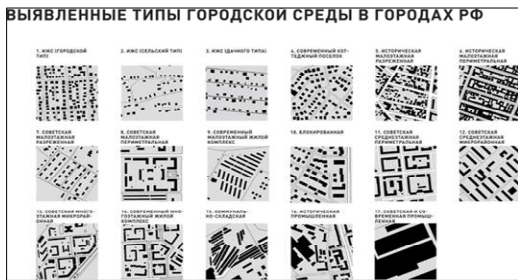 ВЫЯВЛЕННЫЕ ТИПЫ ГОРОДСКОЙ СРЕДЫ В ГОРОДАХ РФ
1. ИЖС (ГОРОДСКОЙ
ТИП)
2. ИЖС (СЕЛЬСКИЙ ТИП)
3. ИЖС (ДАЧНОГО ТИПА)
4. СОВРЕМЕННЫЙ КОТ-
ТЕДЖНЫЙ ПОСЕЛОК
5. ИСТОРИЧЕСКАЯ
МАЛОЭТАЖНАЯ
РАЗРЕЖЕННАЯ
6. ИСТОРИЧЕСКАЯ
МАЛОЭТАЖНАЯ
ПЕРИМЕТРАЛЬНАЯ
7. СОВЕТСКАЯ
МАЛОЭТАЖНАЯ
РАЗРЕЖЕННАЯ
8. СОВЕТСКАЯ
МАЛОЭТАЖНАЯ
ПЕРИМЕТРАЛЬНАЯ
9. СОВРЕМЕННЫЙ
МАЛОЭТАЖНЫЙ ЖИЛОЙ
КОМПЛЕКС
10. БЛОКИРОВАННАЯ
11. СОВЕТСКАЯ
СРЕДНЕЭТАЖНАЯ
ПЕРИМЕТРАЛЬНАЯ
12. СОВЕТСКАЯ
СРЕДНЕЭТАЖНАЯ
МИКРОРАЙОННАЯ
13. СОВЕТСКАЯ МНОГО-
ЭТАЖНАЯ МИКРОРАЙ-
ОННАЯ
14. СОВРЕМЕННЫЙ МНО-
ГОЭТАЖНЫЙ ЖИЛОЙ
КОМПЛЕКС
15. КОММУНАЛЬ-
НО-СКЛАДСКАЯ
16. ИСТОРИЧЕСКАЯ
ПРОМЫШЛЕННАЯ
17. СОВЕТСКАЯ И СО-
ВРЕМЕННАЯ ПРОМЫШ-
ЛЕННАЯ